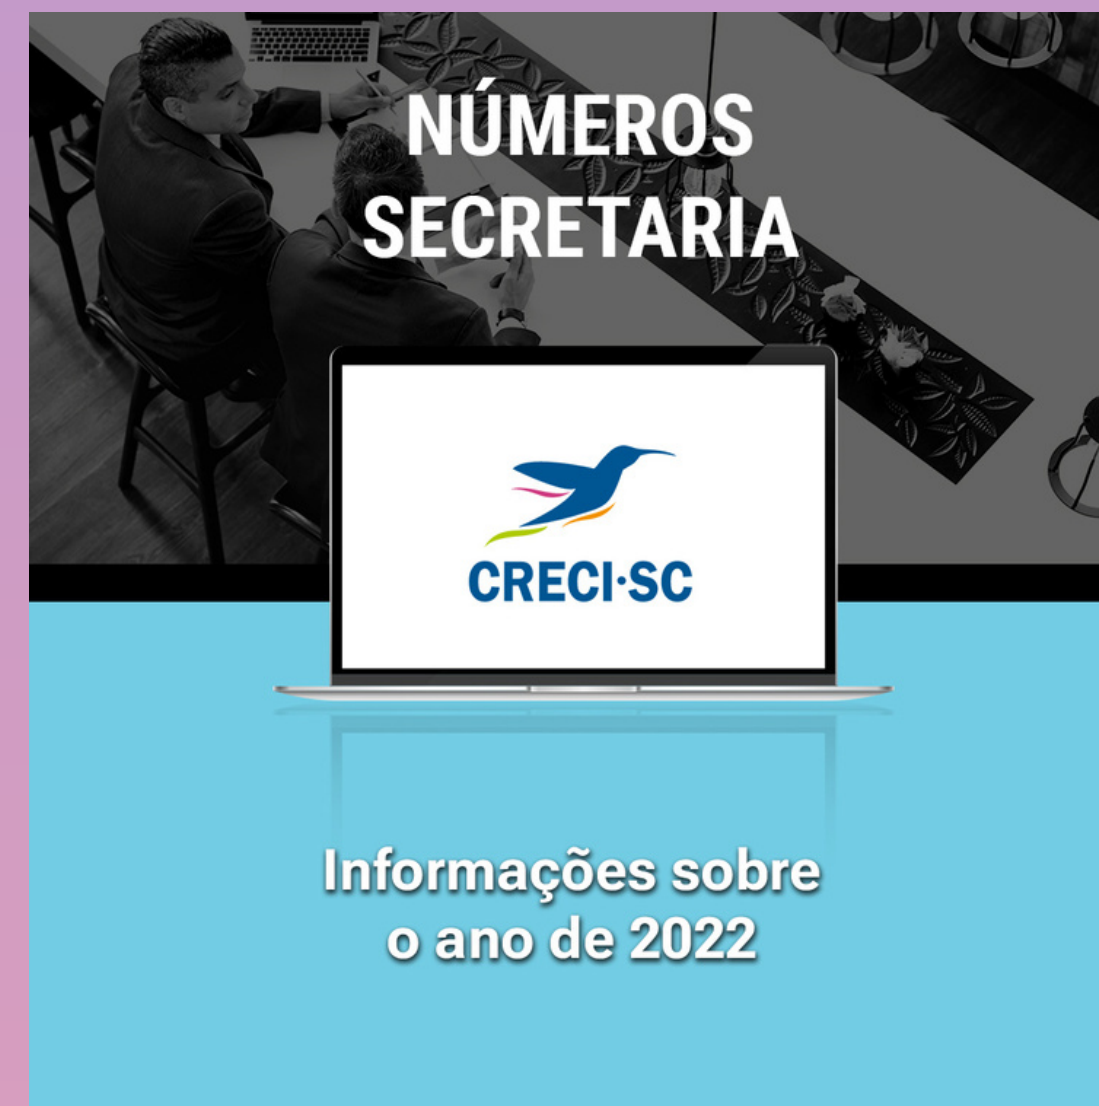 NÚMEROS
SECRETARIA
CRECI·SC
Informações sobre
o ano de 2022